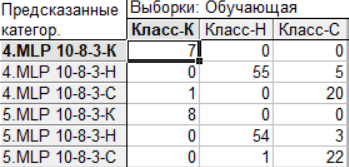 Предсказанные Выборки: Обучающая
категор. Класс-К Класс-Н Класс-С
4.MLP 10-8-3-К 7 0 0
4.MLP 10-8-3-Н 0 55 5
4.MLP 10-8-3-С 1 0 20
5.MLP 10-8-3-К 8 0 0
5.MLP 10-8-3-Н 0 54 3
5.MLP 10-8-3-С 0 1 22